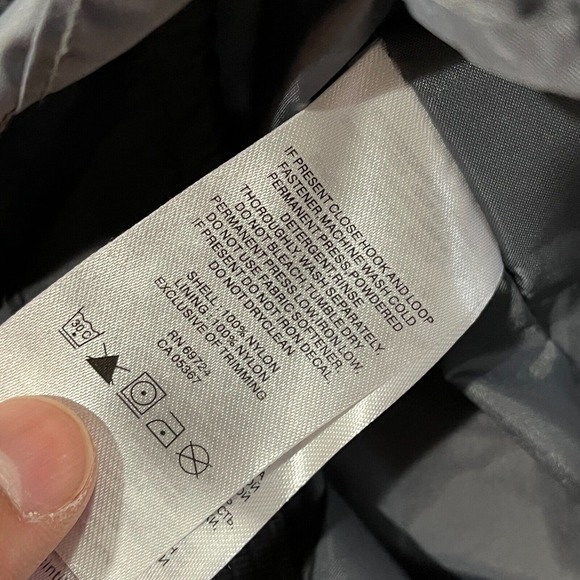 IF PRESENT CLOSE HOOK AND LOOP
FASTENER MACHINE WASH COLD
PERMANENT PRESS, POWDERED
DETERGENT RINSE
THOROUGHLY, WASH SEPARATELY.
DO NOT BLEACH, TUMBLE DRY
PERMANENT PRESS, LOW IRON LOW
DO NOT USE FABRIC SOFTENER.
IF PRESENT DO NOT IRON DECAL.
DO NOT DRYCLEAN
SHELL: 100% NYLON
LINING: 100% NYLON
EXCLUSIVE OF TRIMMING
RN 69724
CA 05367
30°C